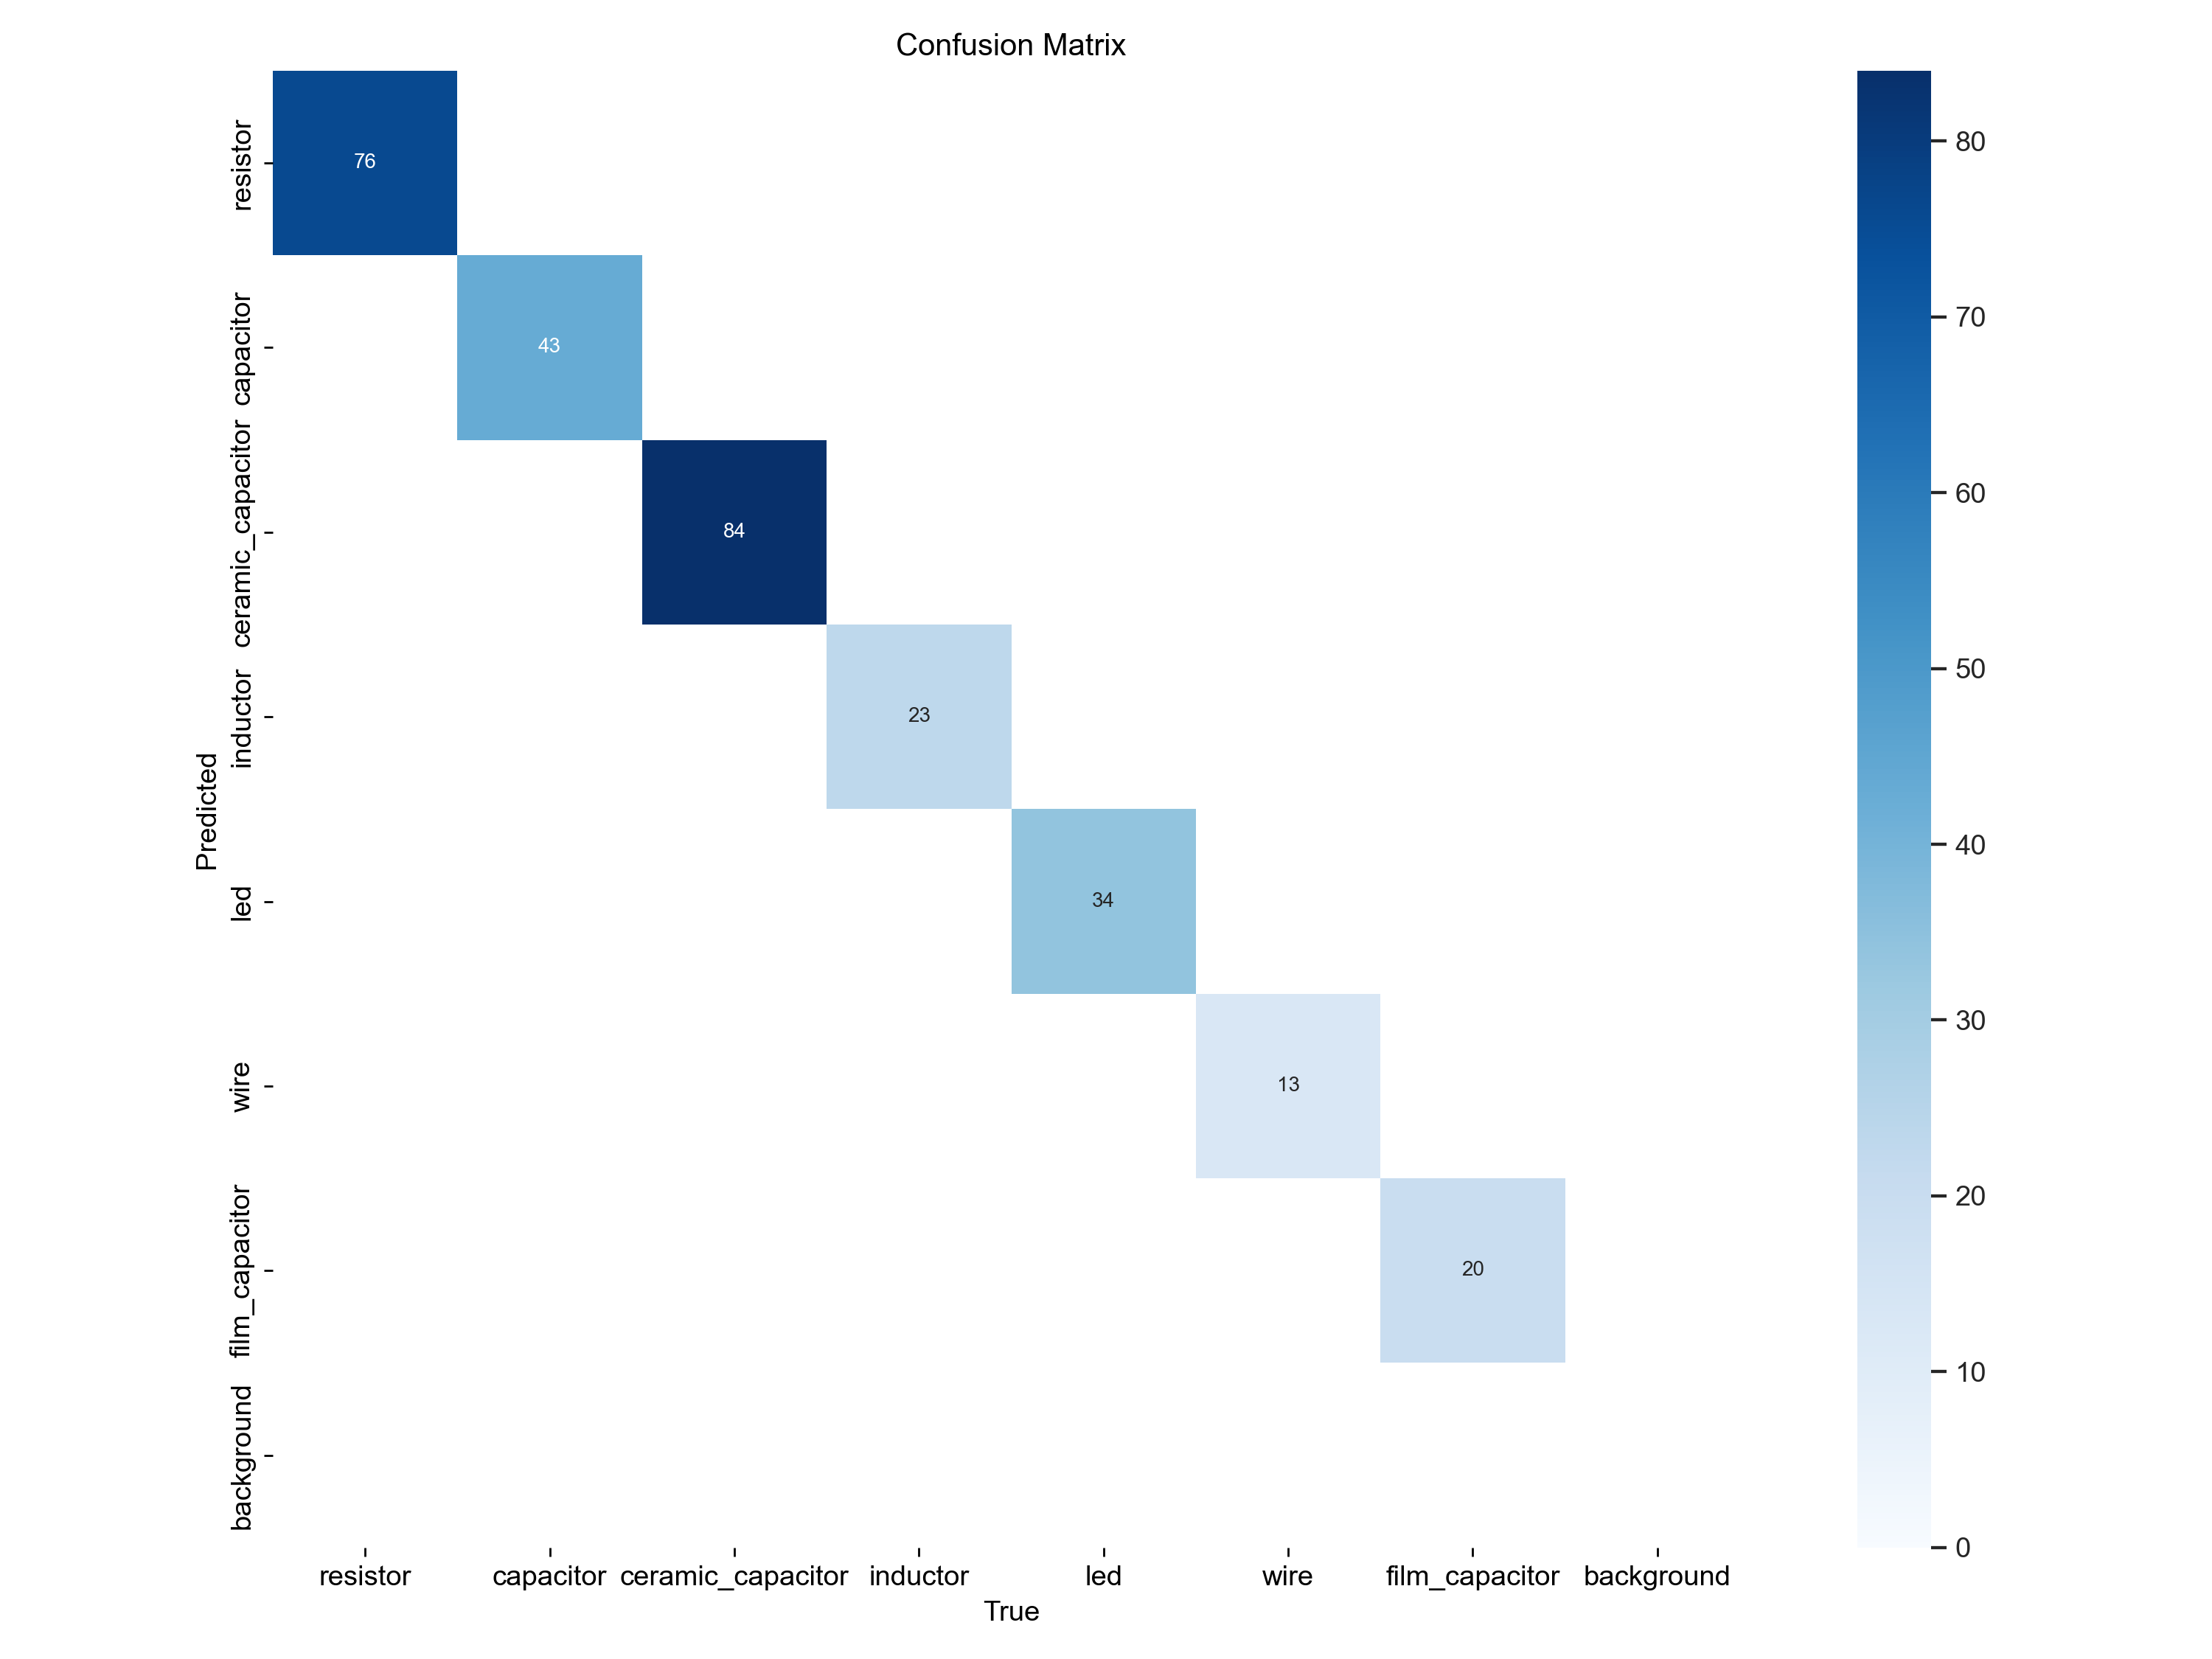 Confusion Matrix
Predicted
resistor
capacitor
ceramic_capacitor
inductor
led
wire
film_capacitor
background
76
43
84
23
34
13
20
resistor
capacitor
ceramic_capacitor
inductor
led
wire
film_capacitor
background
True
80
70
60
50
40
30
20
10
0